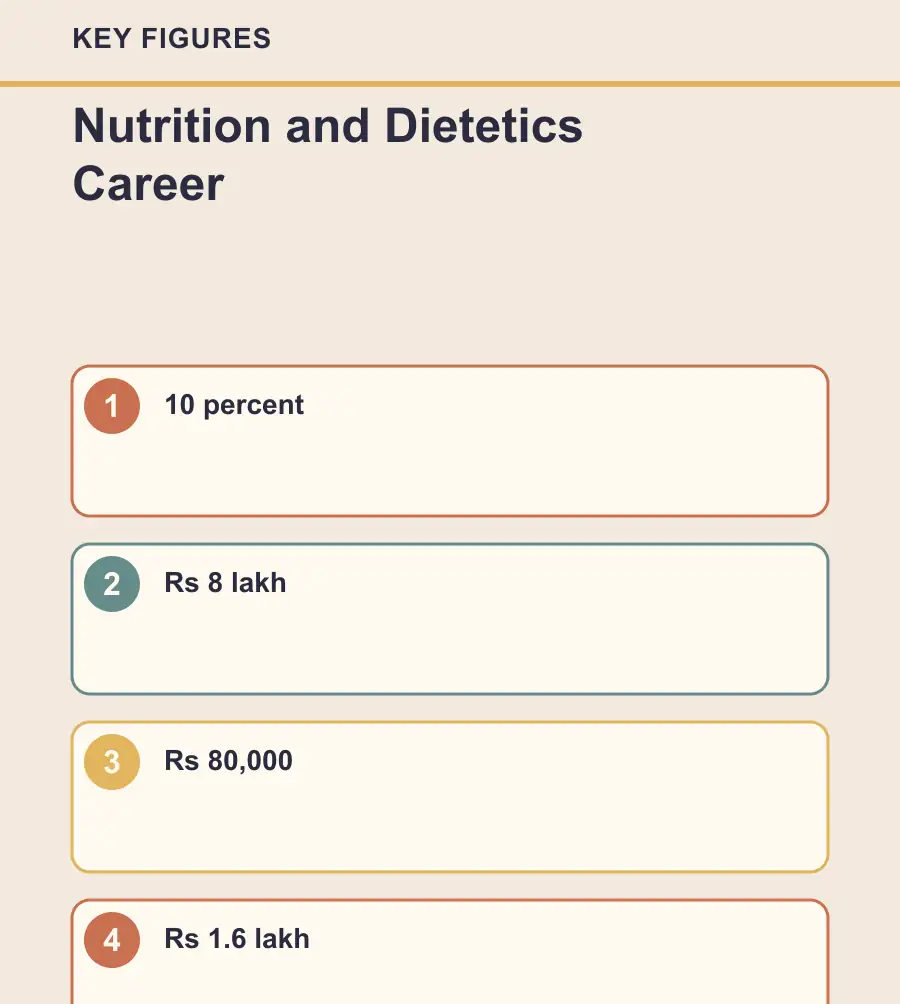 KEY FIGURES
Nutrition and Dietetics
Career
1 10 percent
2 Rs 8 lakh
3 Rs 80,000
4 Rs 1.6 lakh